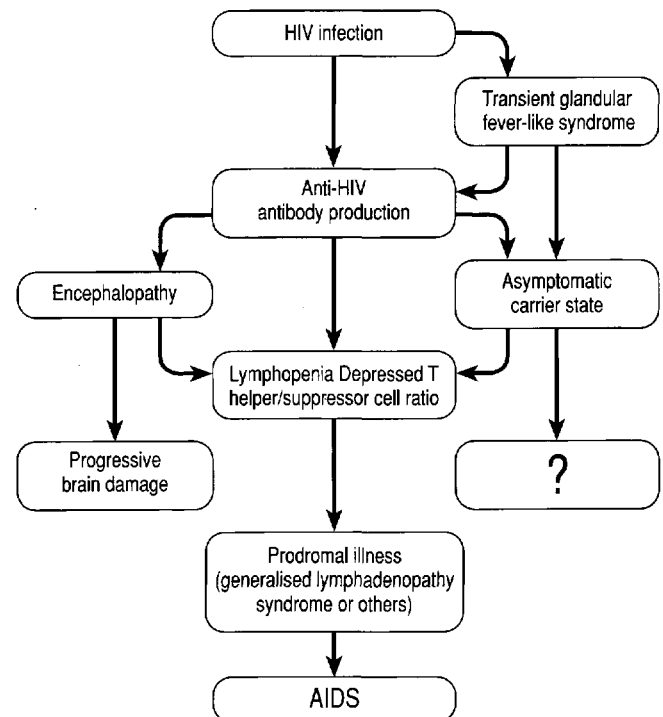 HIV infection
Transient glandular
fever-like syndrome
Anti-HIV
antibody production
Encephalopathy
Asymptomatic
carrier state
Lymphopenia Depressed T
helper/suppressor cell ratio
Progressive
brain damage
?
Prodromal illness
(generalised lymphadenopathy
syndrome or others)
AIDS